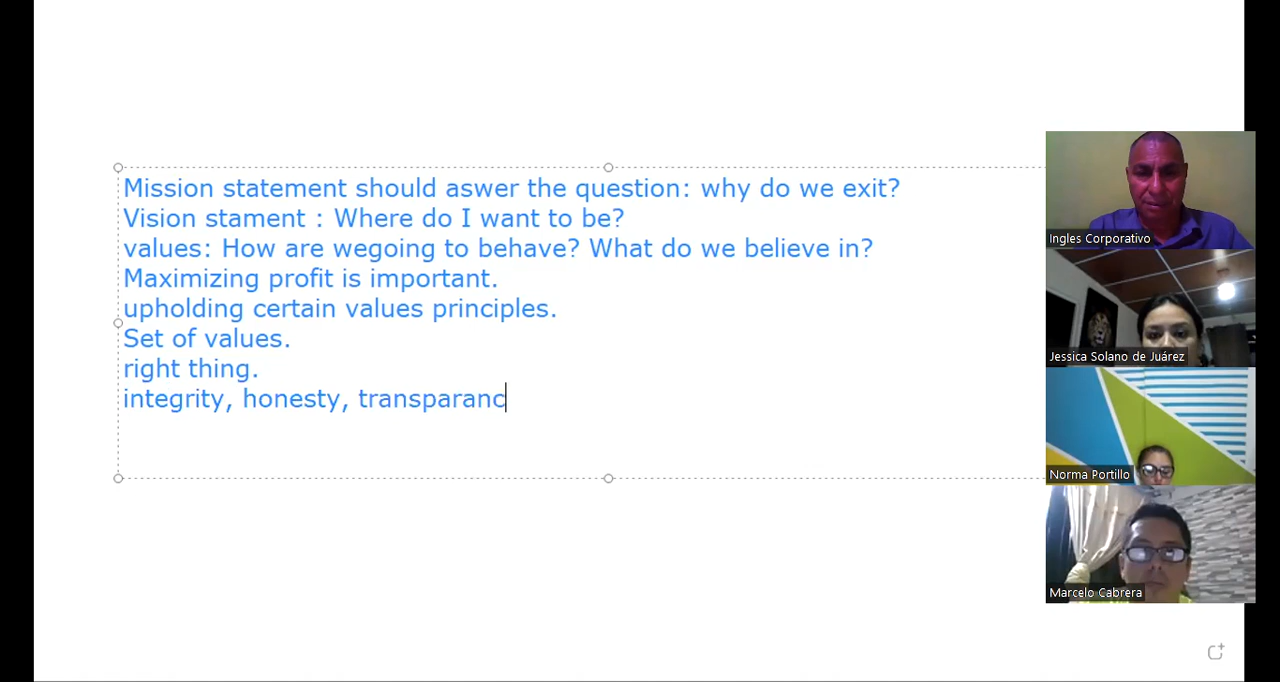 Mission statement should aswer the question: why do we exit?
Vision stament : Where do I want to be?
values: How are wegoing to behave? What do we believe in?
Maximizing profit is important.
upholding certain values principles.
Set of values.
right thing.
integrity, honesty, transparanc
Ingles Corporativo
Jessica Solano de Juárez
Norma Portillo
Marcelo Cabrera